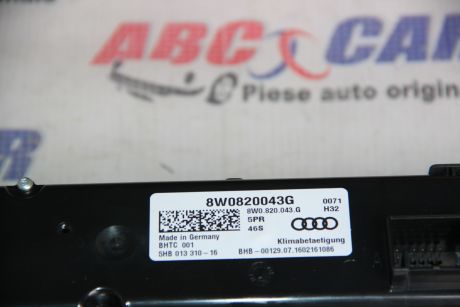 ABC CAR
Piese auto origin
8W0820043G
0071
8W0.820.043.G
H32
5PR
46S
Made in Germany
BHTC 001
Klimabetaetigung
5HB 013 310-16
BHB -00129.07.1602161086